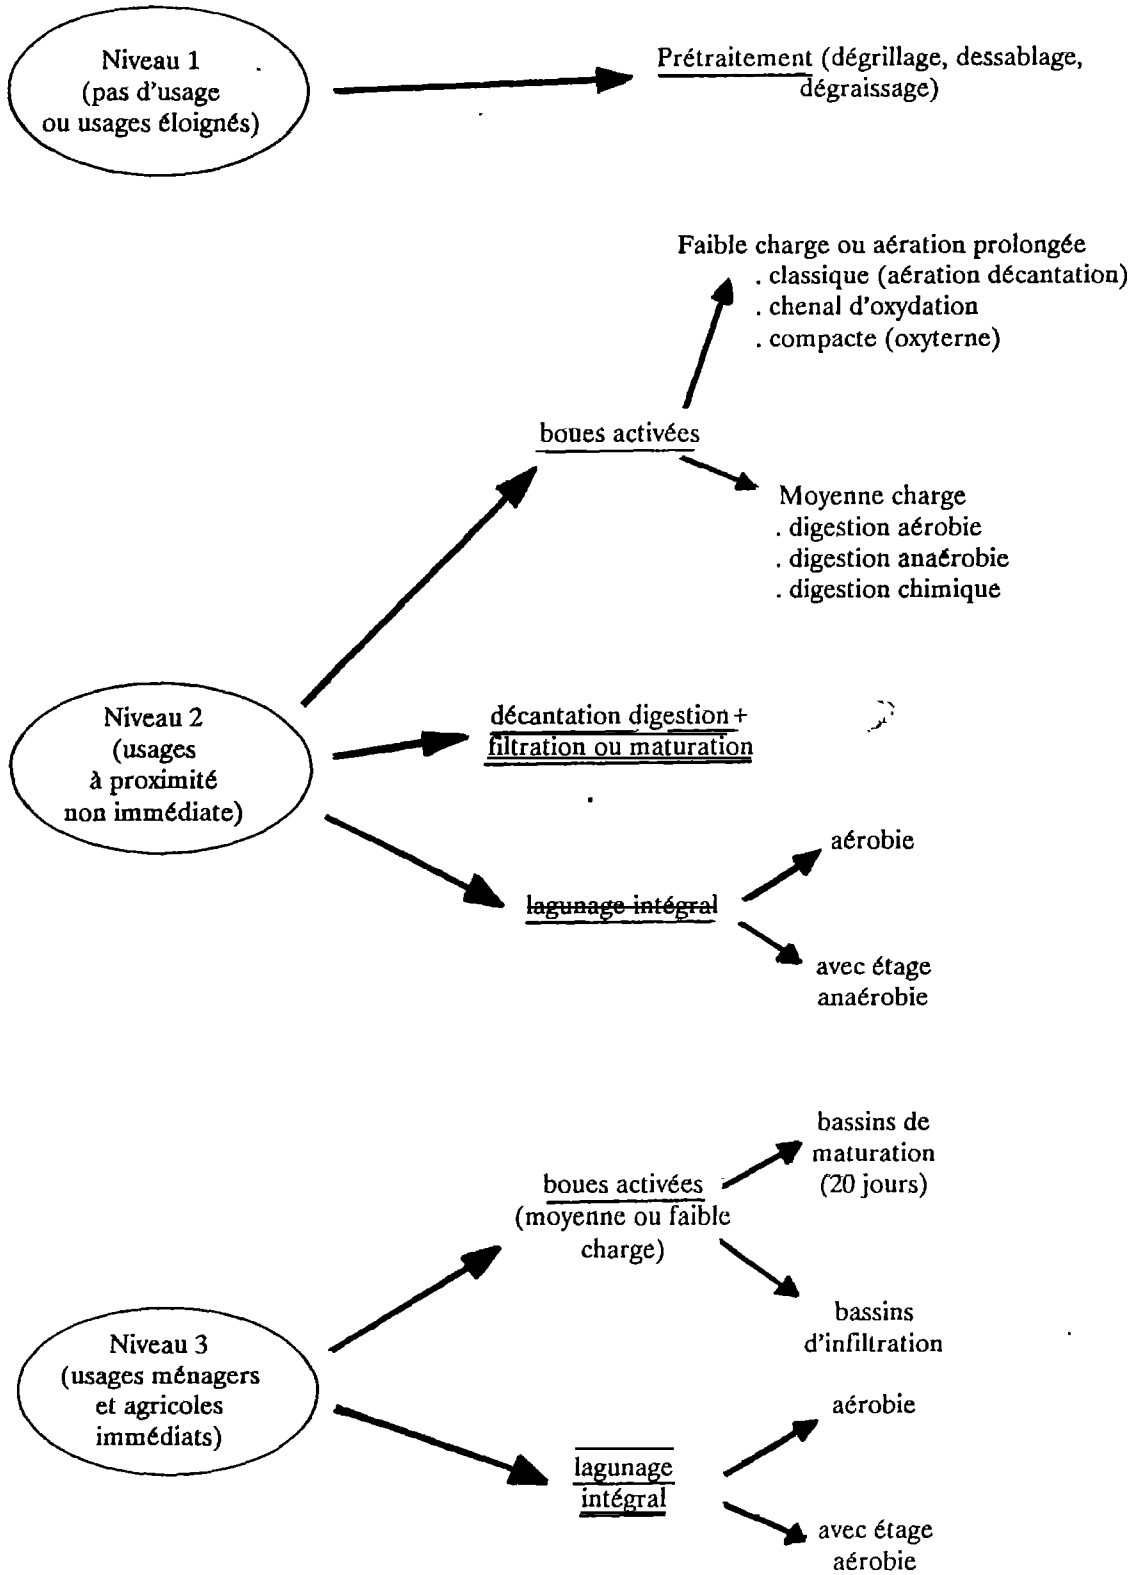 Niveau 1
(pas d'usage
ou usages éloignés)
Prétraitement (dégrillage, dessablage,
dégraissage)
Faible charge ou aération prolongée
. classique (aération décantation)
. chenal d'oxydation
. compacte (oxyterne)
boues activées
Moyenne charge
. digestion aérobie
. digestion anaérobie
. digestion chimique
Niveau 2
(usages
à proximité
non immédiate)
décantation digestion +
filtration ou maturation
lagunage intégral
aérobie
avec étage
anaérobie
Niveau 3
(usages ménagers
et agricoles
immédiats)
boues activées
(moyenne ou faible
charge)
bassins de
maturation
(20 jours)
bassins
d'infiltration
lagunage
intégral
aérobie
avec étage
aérobie